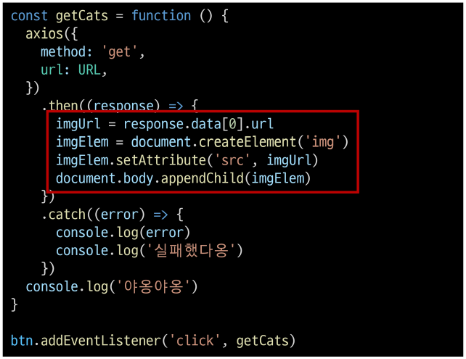 const getCats = function () {
axios({
method: 'get',
url: URL,
})
.then((response) => {
imgUrl = response.data[0].url
imgElem = document.createElement('img')
imgElem.setAttribute('src', imgUrl)
document.body.appendChild(imgElem)
})
.catch((error) => {
console.log(error)
console.log('실패했다옹')
})
console.log('야옹야옹')
}
btn.addEventListener('click', getCats)